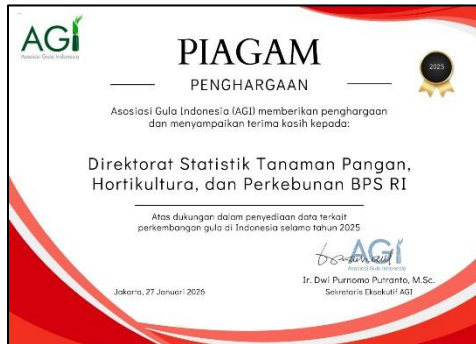 AGI
Asosiasi Gula Indonesia
PIAGAM
PENGHARGAAN
2025
Asosiasi Gula Indonesia (AGI) memberikan penghargaan
dan menyampaikan terima kasih kepada:
Direktorat Statistik Tanaman Pangan,
Hortikultura, dan Perkebunan BPS RI
Atas dukungan dalam penyediaan data terkait
perkembangan gula di Indonesia selama tahun 2025
AGI
Asosiasi Gula Indonesia
Jakarta, 27 Januari 2026
Ir. Dwi Purnomo Putranto, M.Sc.
Sekretaris Eksekutif AGI